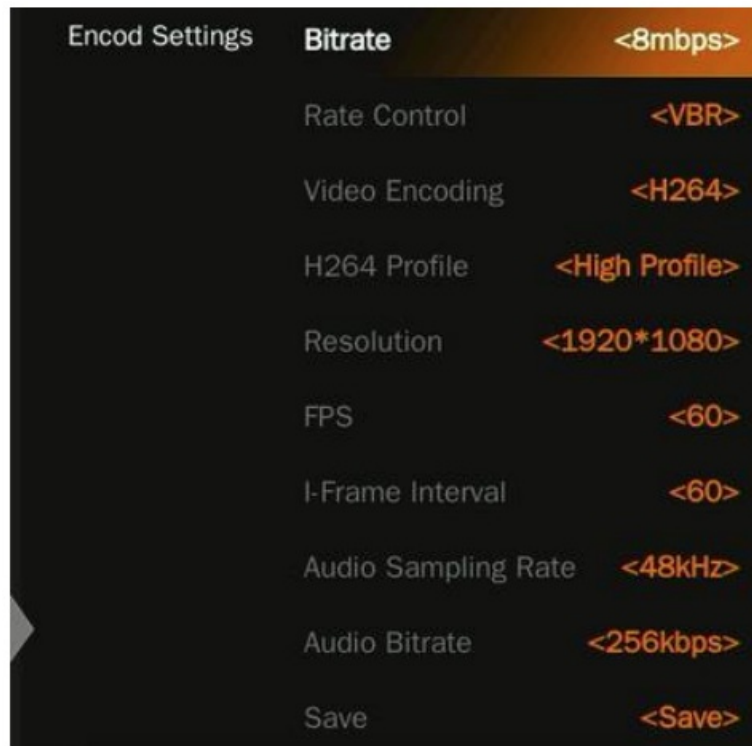 Encod Settings Bitrate <8mbps>
Rate Control <VBR>
Video Encoding <H264>
H264 Profile <High Profile>
Resolution <1920*1080>
FPS <60>
I-Frame Interval <60>
Audio Sampling Rate <48kHz>
Audio Bitrate <256kbps>
Save <Save>